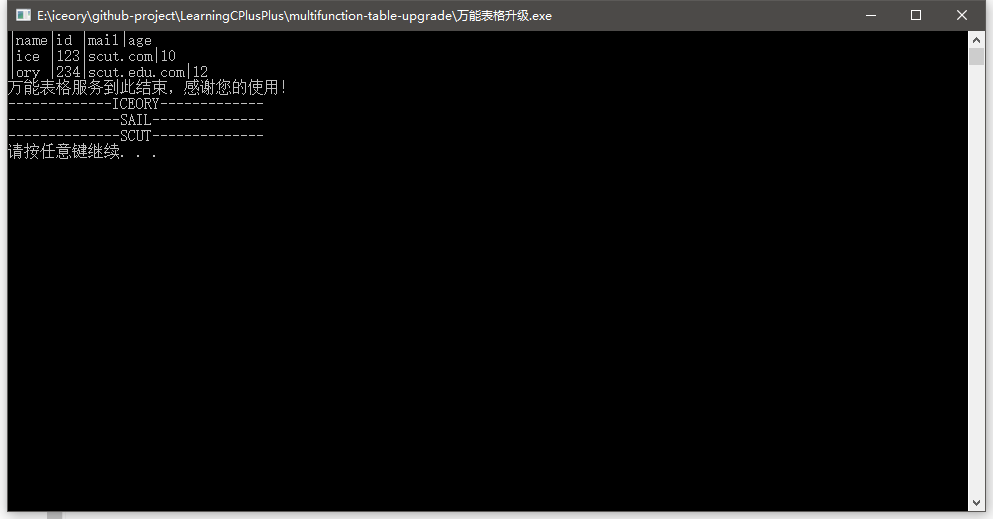 E:\iceory\github-project\LearningCPlusPlus\multifunction-table-upgrade\万能表格升级.exe
|name|id |mail|age
|ice |123|scut.com|10
|ory |234|scut.edu.com|12
万能表格服务到此结束，感谢您的使用！
-------------ICEORY-------------
--------------SAIL--------------
--------------SCUT--------------
请按任意键继续. . .